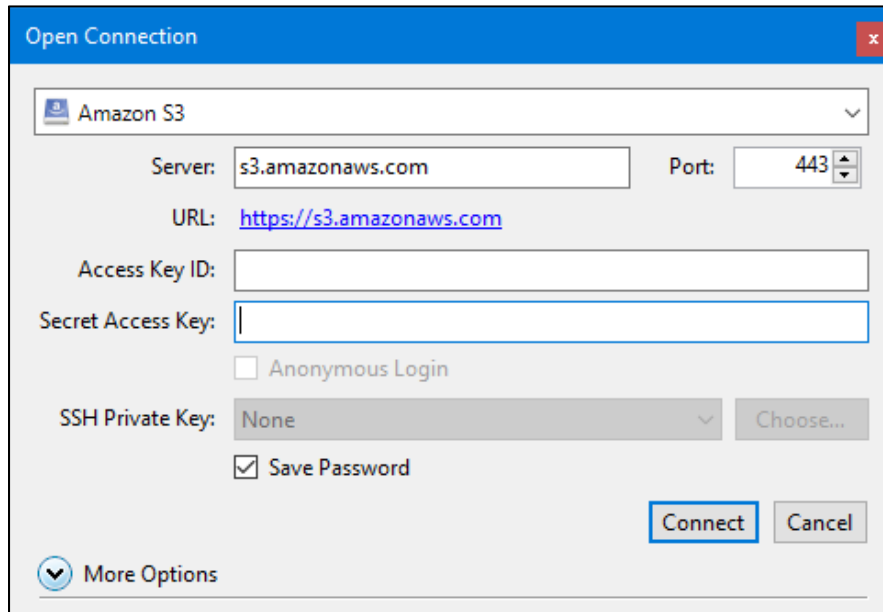 Open Connection
x
Amazon S3
Server: s3.amazonaws.com Port: 443
URL: https://s3.amazonaws.com
Access Key ID:
Secret Access Key:
Anonymous Login
SSH Private Key: None Choose...
Save Password
Connect Cancel
More Options